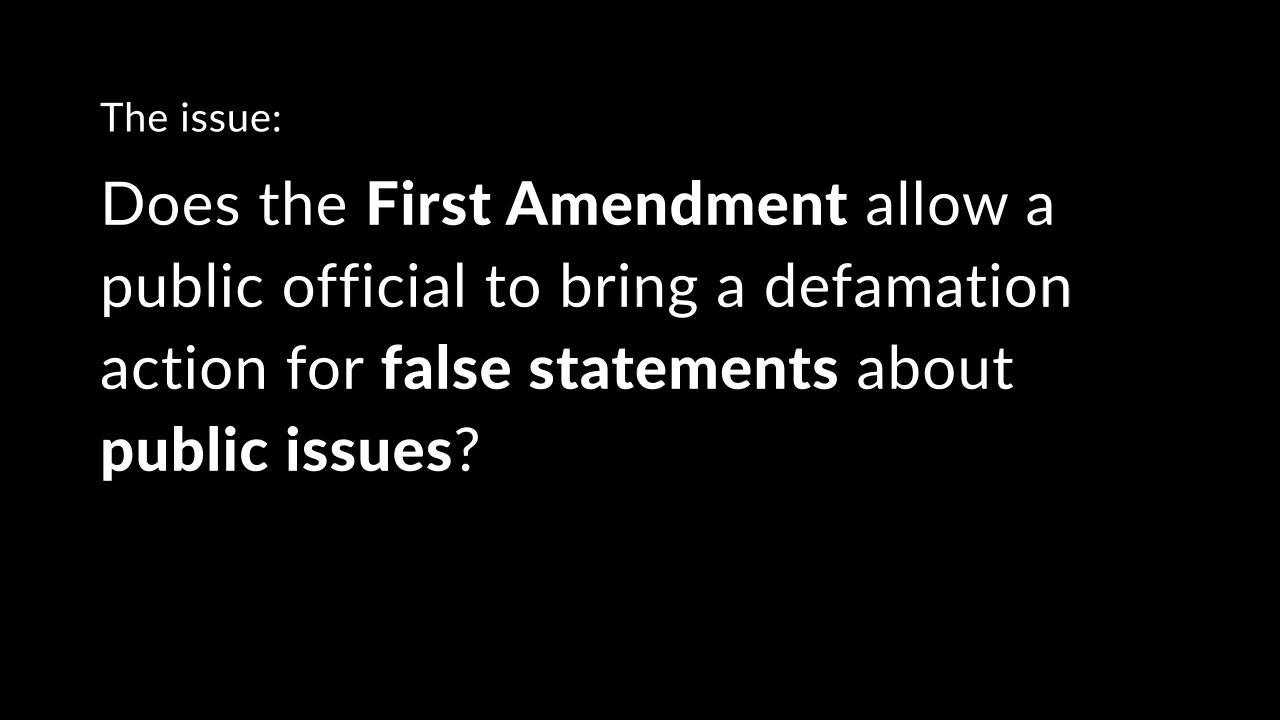 The issue:
Does the First Amendment allow a
public official to bring a defamation
action for false statements about
public issues?